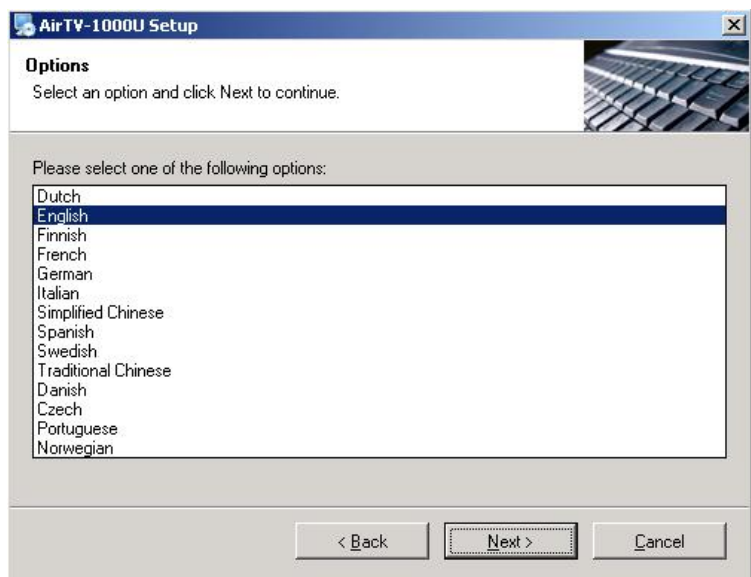 AirTV-1000U Setup
Options
Select an option and click Next to continue.
Please select one of the following options:
Dutch
English
Finnish
French
German
Italian
Simplified Chinese
Spanish
Swedish
Traditional Chinese
Danish
Czech
Portuguese
Norwegian
< Back
Next >
Cancel